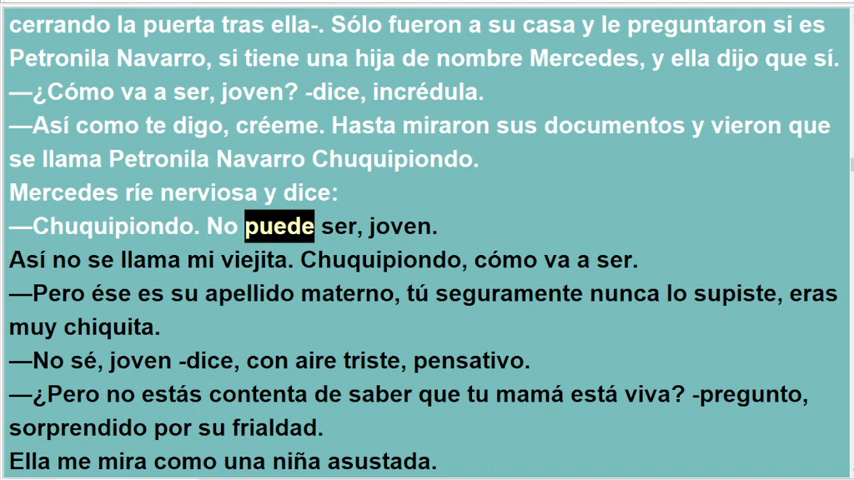 cerrando la puerta tras ella-. Sólo fueron a su casa y le preguntaron si es
Petronila Navarro, si tiene una hija de nombre Mercedes, y ella dijo que sí.
—¿Cómo va a ser, joven? -dice, incrédula.
—Así como te digo, créeme. Hasta miraron sus documentos y vieron que
se llama Petronila Navarro Chuquipiondo.
Mercedes ríe nerviosa y dice:
—Chuquipiondo. No puede ser, joven.
Así no se llama mi viejita. Chuquipiondo, cómo va a ser.
—Pero ése es su apellido materno, tú seguramente nunca lo supiste, eras
muy chiquita.
—No sé, joven -dice, con aire triste, pensativo.
—¿Pero no estás contenta de saber que tu mamá está viva? -pregunto,
sorprendido por su frialdad.
Ella me mira como una niña asustada.